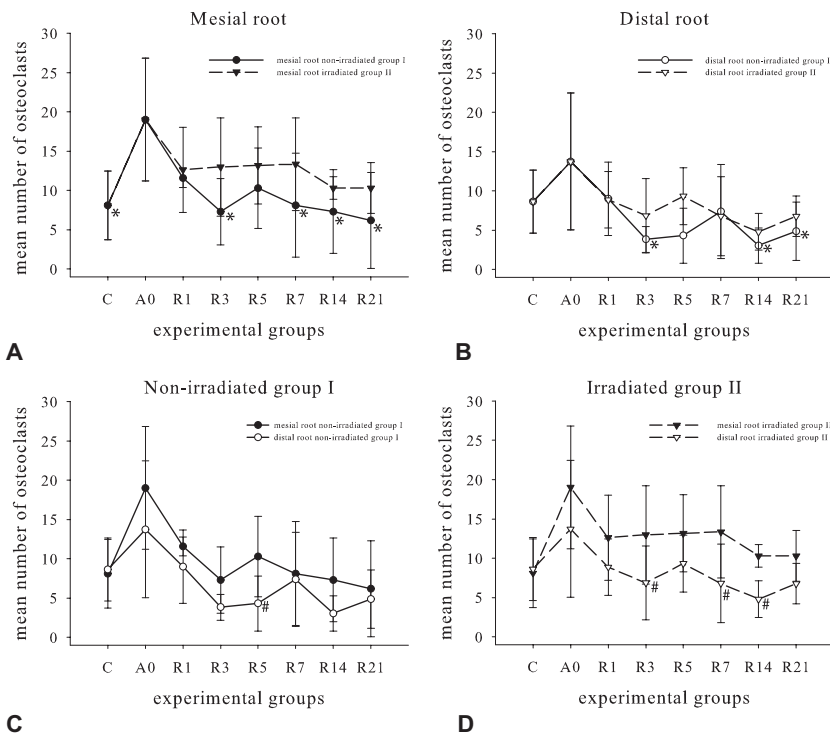 Mesial root
mesial root non-irradiated group I
mesial root irradiated group II
mean number of osteoclasts
30
25
20
15
10
5
0
*
*
*
*
*
C A0 R1 R3 R5 R7 R14 R21
experimental groups
A
Distal root
distal root non-irradiated group I
distal root irradiated group II
mean number of osteoclasts
30
25
20
15
10
5
0
*
*
*
C A0 R1 R3 R5 R7 R14 R21
experimental groups
B
Non-irradiated group I
mesial root non-irradiated group I
distal root non-irradiated group I
mean number of osteoclasts
30
25
20
15
10
5
0
#
C A0 R1 R3 R5 R7 R14 R21
experimental groups
C
Irradiated group II
mesial root irradiated group II
distal root irradiated group II
mean number of osteoclasts
30
25
20
15
10
5
0
#
#
#
C A0 R1 R3 R5 R7 R14 R21
experimental groups
D